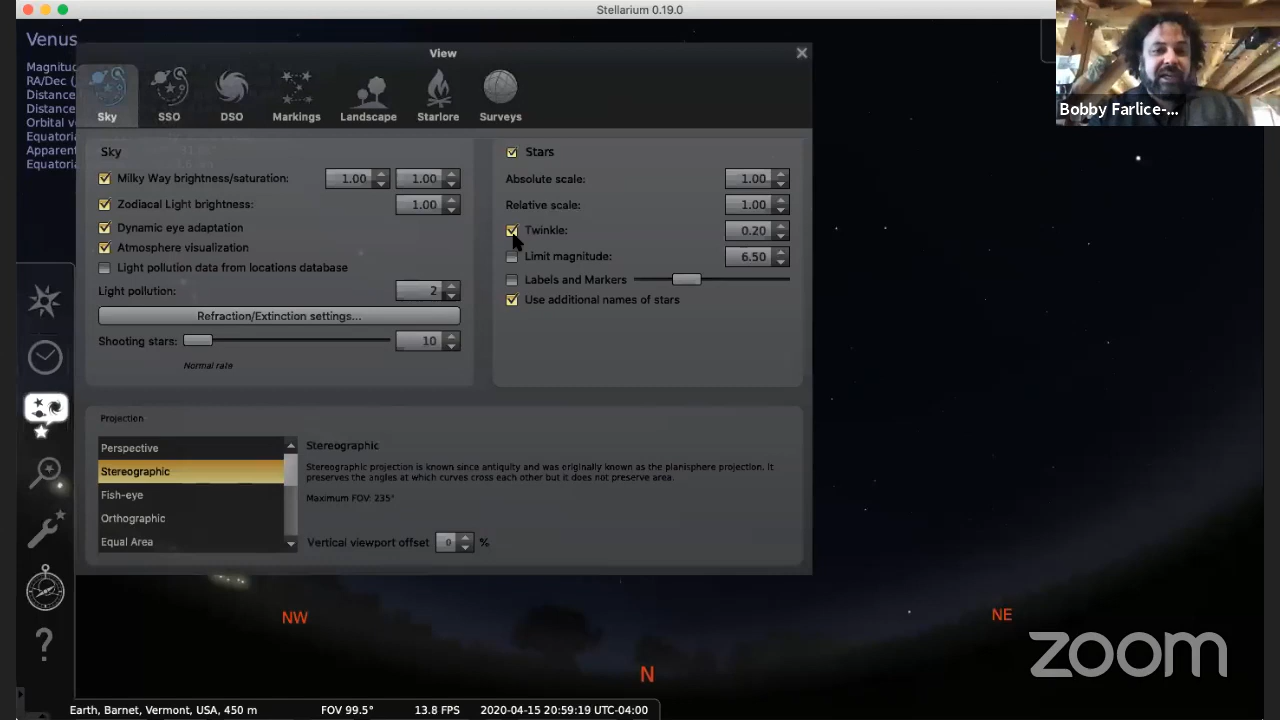 Stellarium 0.19.0
Venus
View
Magnitud
RA/Dec (J
Distance
Distance
Orbital v
Equatoria
Apparent
Equatoria
Sky
SSO
DSO
Markings
Landscape
Starlore
Surveys
Bobby Farlice-...
Sky
Milky Way brightness/saturation: 1.00 1.00
Zodiacal Light brightness: 1.00
Dynamic eye adaptation
Atmosphere visualization
Light pollution data from locations database
Light pollution: 2
Refraction/Extinction settings...
Shooting stars: 10
Normal rate
Stars
Absolute scale: 1.00
Relative scale: 1.00
Twinkle: 0.20
Limit magnitude: 6.50
Labels and Markers
Use additional names of stars
Projection
Perspective
Stereographic
Fish-eye
Orthographic
Equal Area
Stereographic
Stereographic projection is known since antiquity and was originally known as the planisphere projection. It
preserves the angles at which curves cross each other but it does not preserve area.
Maximum FOV: 235°
Vertical viewport offset 0 %
NW
N
NE
zoom
Earth, Barnet, Vermont, USA, 450 m FOV 99.5° 13.8 FPS 2020-04-15 20:59:19 UTC-04:00